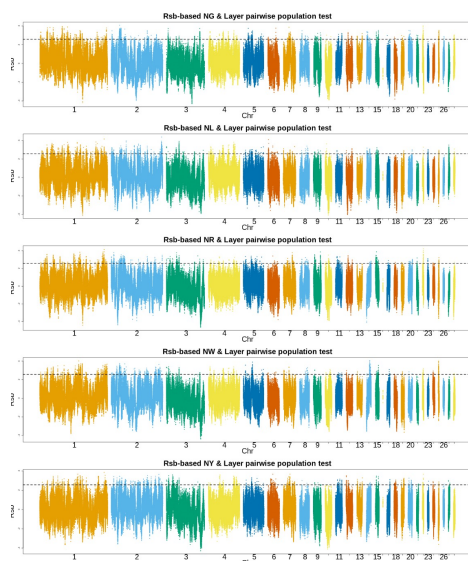 Rsb-based NG & Layer pairwise population test
Rsb
1 2 3 4 5 6 7 8 9 11 13 15 18 20 23 26
Chr
Rsb-based NL & Layer pairwise population test
Rsb
1 2 3 4 5 6 7 8 9 11 13 15 18 20 23 26
Chr
Rsb-based NR & Layer pairwise population test
Rsb
1 2 3 4 5 6 7 8 9 11 13 15 18 20 23 26
Chr
Rsb-based NW & Layer pairwise population test
Rsb
1 2 3 4 5 6 7 8 9 11 13 15 18 20 23 26
Chr
Rsb-based NY & Layer pairwise population test
Rsb
1 2 3 4 5 6 7 8 9 11 13 15 18 20 23 26